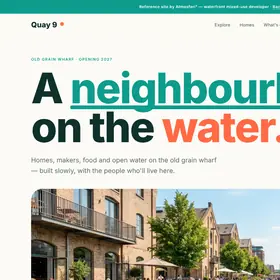 Reference site by Atmosfer® — waterfront mixed-use developer
Quay 9
Explore Homes What's
OLD GRAIN WHARF · OPENING 2027
A neighbour
on the water.
Homes, makers, food and open water on the old grain wharf
— built slowly, with the people who'll live here.